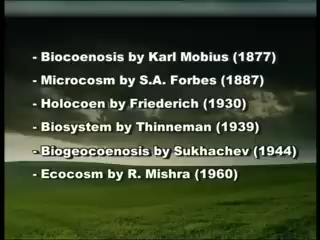 - Biocoenosis by Karl Mobius (1877)
- Microcosm by S.A. Forbes (1887)
- Holocoen by Friederich (1930)
- Biosystem by Thinneman (1939)
- Biogeocoenosis by Sukhachev (1944)
- Ecocosm by R. Mishra (1960)